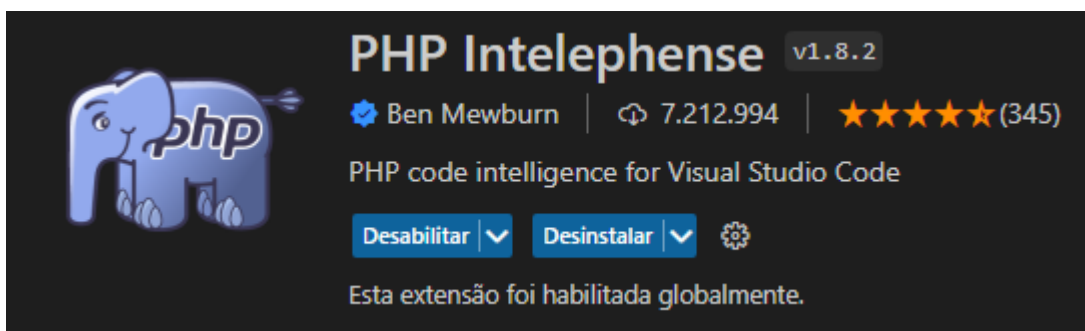 PHP Intelephense v1.8.2
php
Ben Mewburn 7.212.994 (345)
PHP code intelligence for Visual Studio Code
Desabilitar Desinstalar
Esta extensão foi habilitada globalmente.